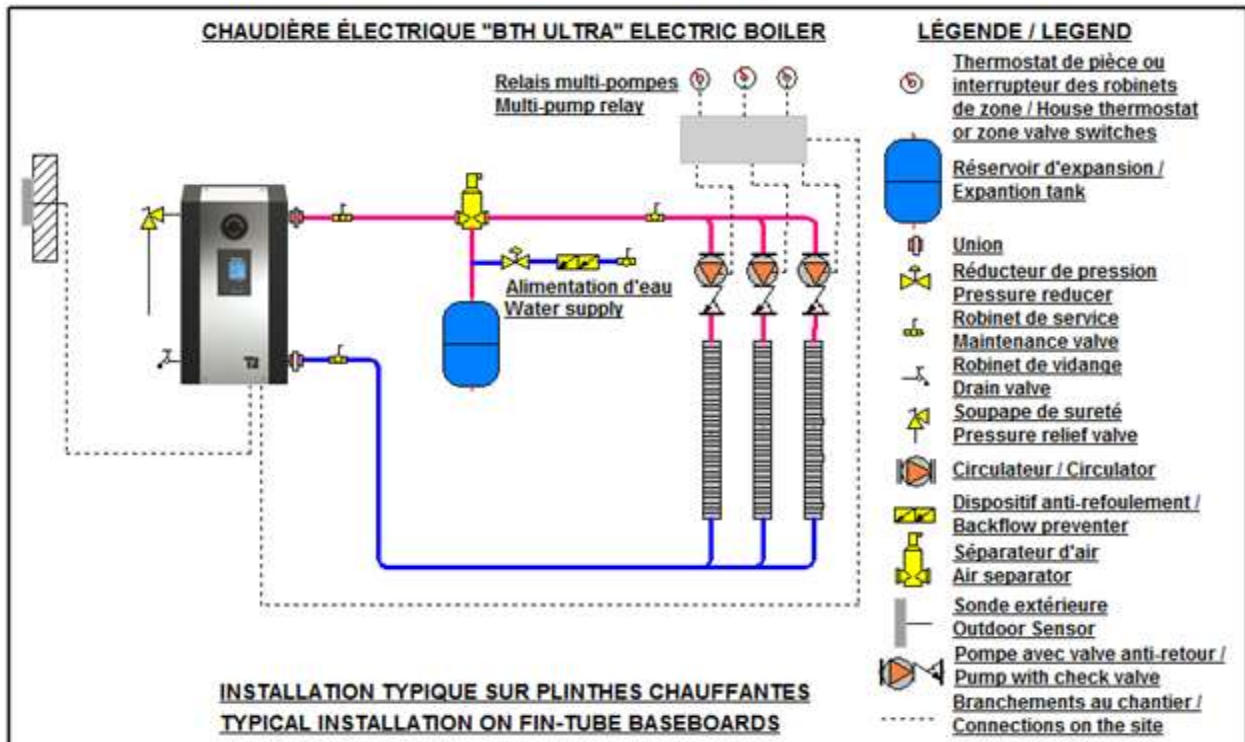 CHAUDIÈRE ÉLECTRIQUE "BTH ULTRA" ELECTRIC BOILER
Relais multi-pompes
Multi-pump relay
Alimentation d'eau
Water supply
INSTALLATION TYPIQUE SUR PLINTHES CHAUFFANTES
TYPICAL INSTALLATION ON FIN-TUBE BASEBOARDS
LÉGENDE / LEGEND
Thermostat de pièce ou
interrupteur des robinets
de zone / House thermostat
or zone valve switches
Réservoir d'expansion /
Expantion tank
Union
Réducteur de pression
Pressure reducer
Robinet de service
Maintenance valve
Robinet de vidange
Drain valve
Soupape de sureté
Pressure relief valve
Circulateur / Circulator
Dispositif anti-refoulement /
Backflow preventer
Séparateur d'air
Air separator
Sonde extérieure
Outdoor Sensor
Pompe avec valve anti-retour /
Pump with check valve
Branchements au chantier /
Connections on the site